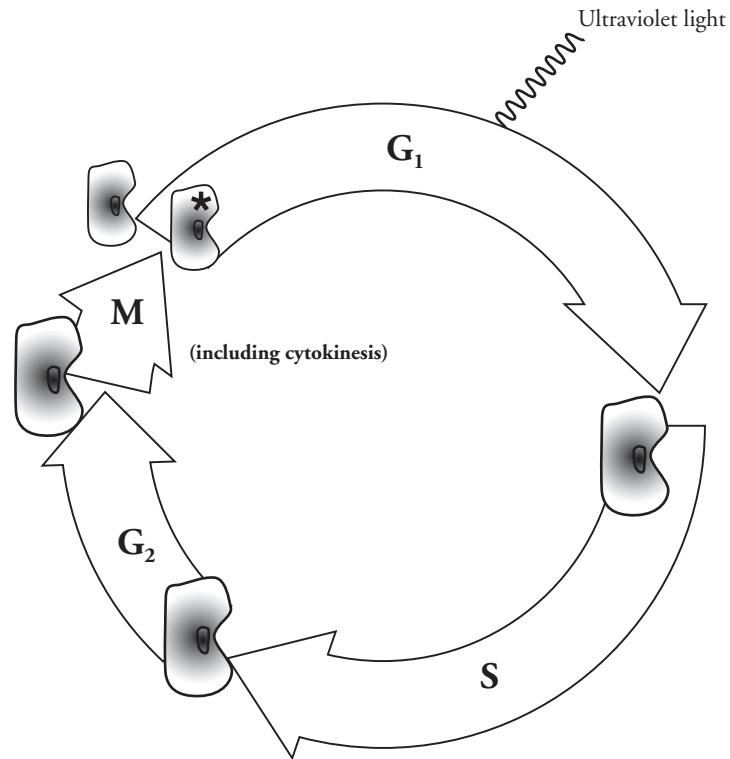 Ultraviolet light
G₁
*
M
(including cytokinesis)
G₂
S